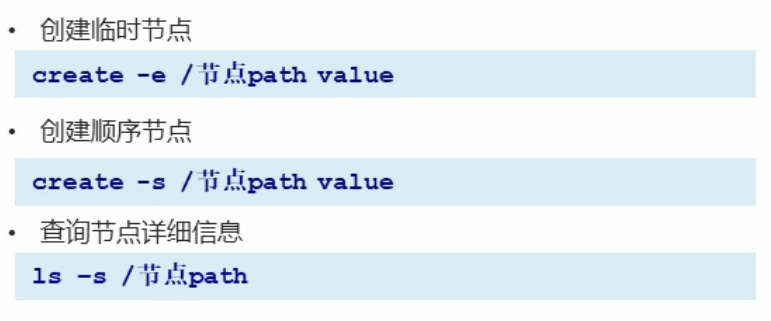 • 创建临时节点
create -e /节点path value
• 创建顺序节点
create -s /节点path value
• 查询节点详细信息
ls –s /节点path